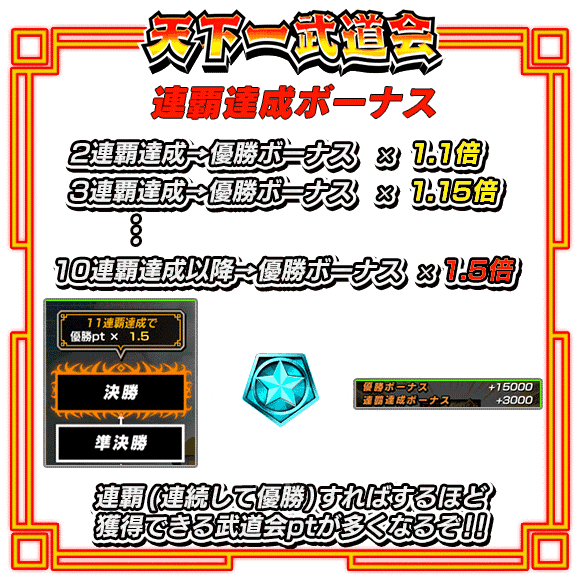 天下一武道会
連覇達成ボーナス
2連覇達成→優勝ボーナス × 1.1倍
3連覇達成→優勝ボーナス × 1.15倍
10連覇達成以降→優勝ボーナス × 1.5倍
11連覇達成で
優勝pt × 1.5
決勝
準決勝
優勝ボーナス +15000
連覇達成ボーナス +3000
連覇(連続して優勝)すればするほど
獲得できる武道会ptが多くなるぞ!!